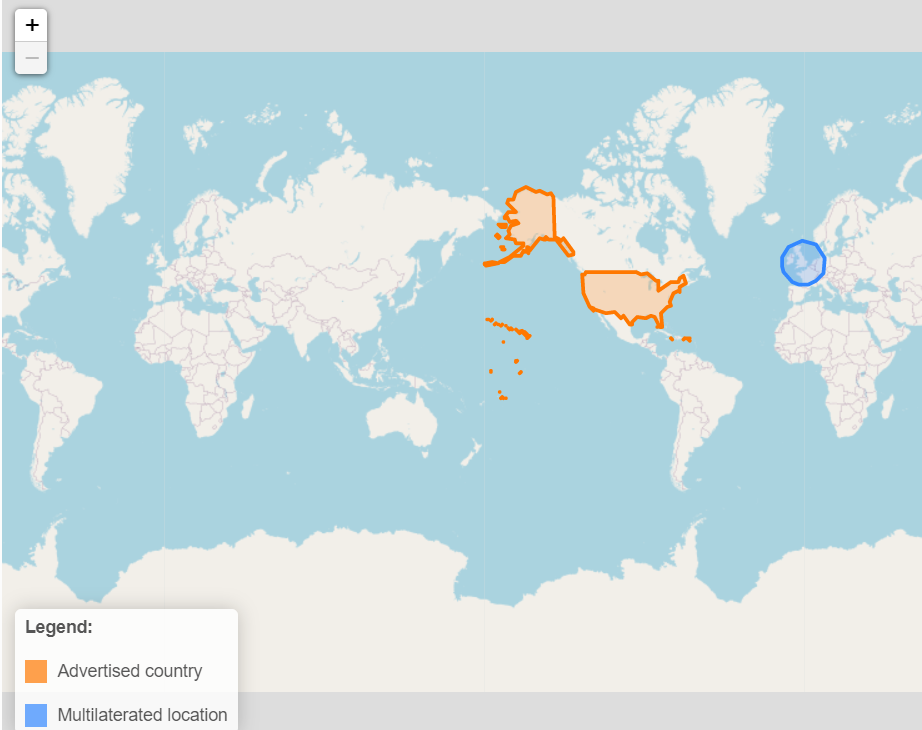 +
−
Legend:
Advertised country
Multilaterated location